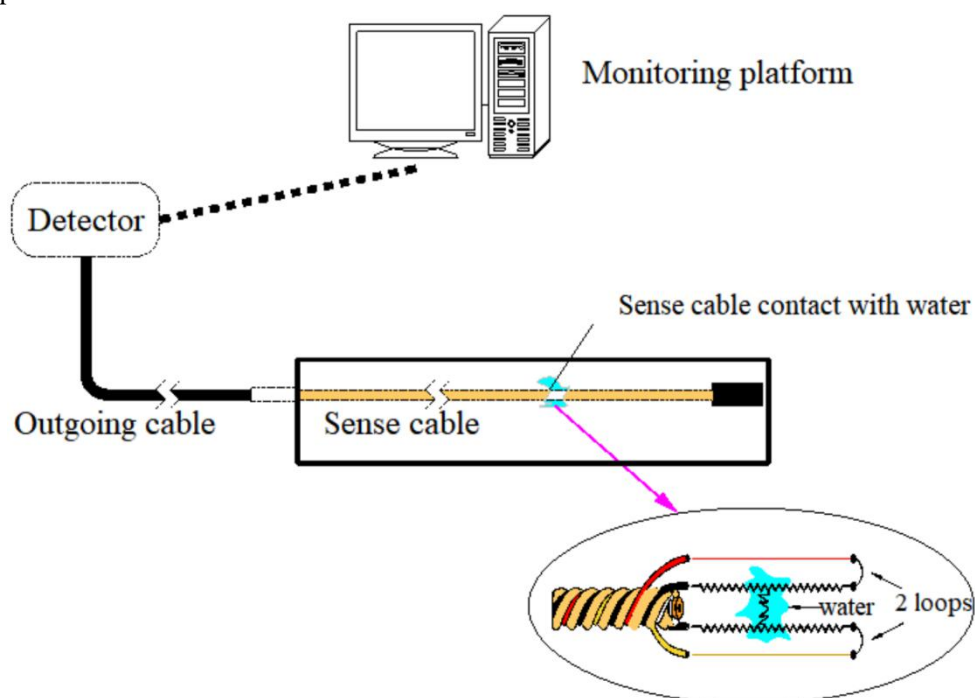 Monitoring platform
Detector
Sense cable contact with water
Outgoing cable
Sense cable
water
2 loops